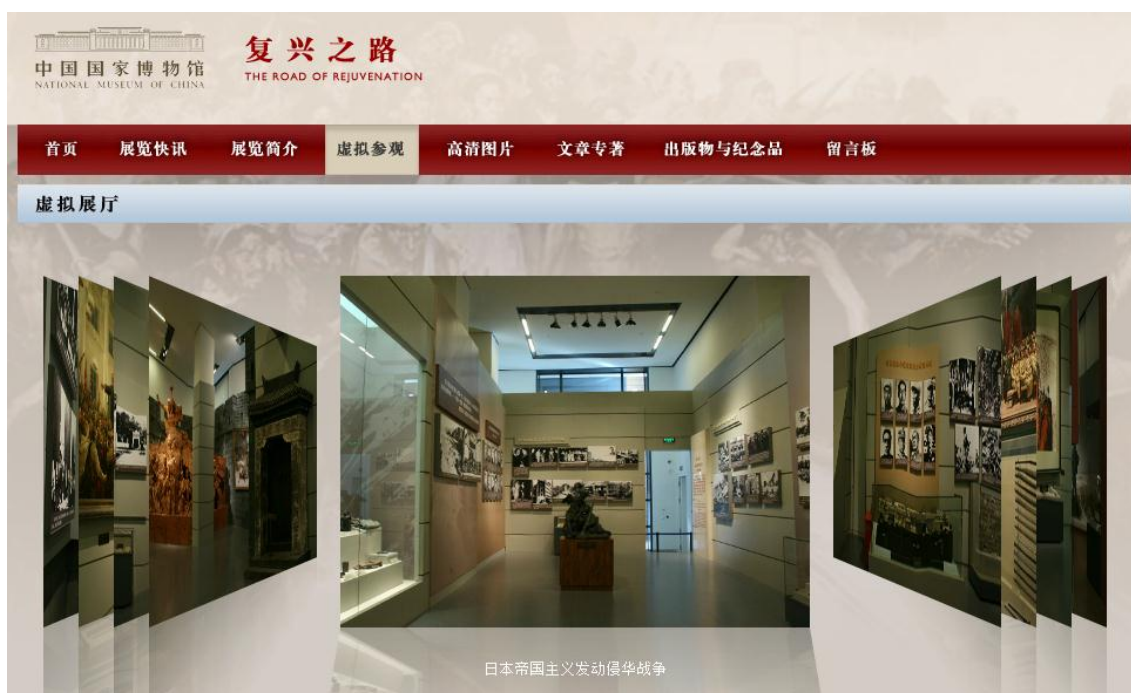 中国国家博物馆
NATIONAL MUSEUM OF CHINA
复兴之路
THE ROAD OF REJUVENATION
首页 展览快讯 展览简介 虚拟参观 高清图片 文章专著 出版物与纪念品 留言板
虚拟展厅
日本帝国主义发动侵华战争